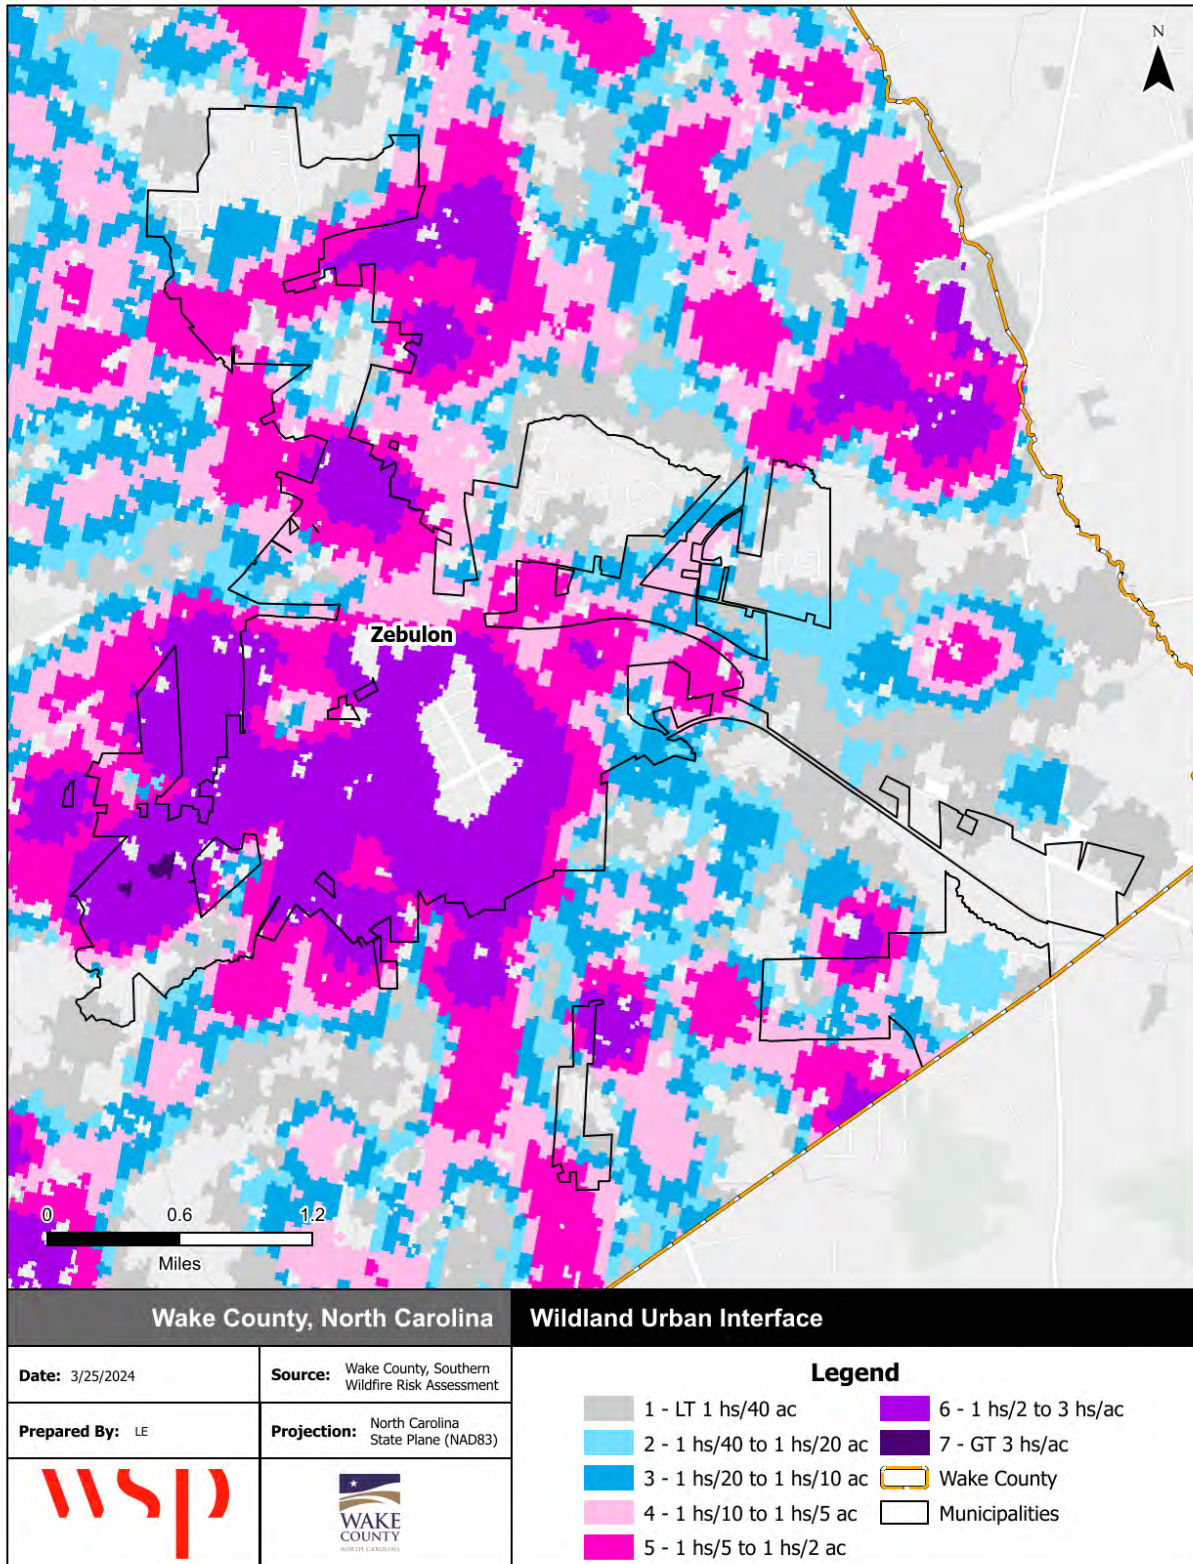 N
Zebulon
0 0.6 1.2
Miles
Wake County, North Carolina
Wildland Urban Interface
Date: 3/25/2024
Source: Wake County, Southern
Wildfire Risk Assessment
Prepared By: LE
Projection: North Carolina
State Plane (NAD83)
wsp
WAKE
COUNTY
NORTH CAROLINA
Legend
1 - LT 1 hs/40 ac
2 - 1 hs/40 to 1 hs/20 ac
3 - 1 hs/20 to 1 hs/10 ac
4 - 1 hs/10 to 1 hs/5 ac
5 - 1 hs/5 to 1 hs/2 ac
6 - 1 hs/2 to 3 hs/ac
7 - GT 3 hs/ac
Wake County
Municipalities